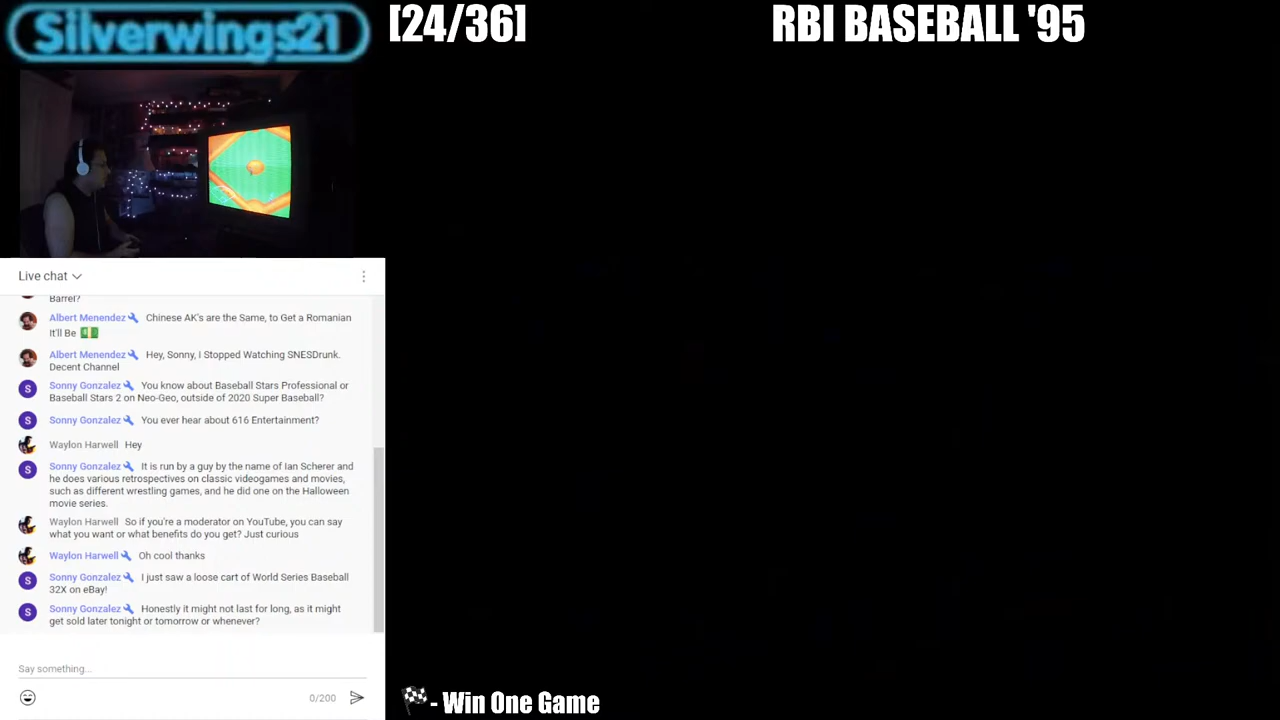 Silverwings21
[24/36]
RBI BASEBALL '95
Live chat
Barrel?
Albert Menendez Chinese AK's are the Same, to Get a Romanian
It'll Be
Albert Menendez Hey, Sonny, I Stopped Watching SNESDrunk.
Decent Channel
S
Sonny Gonzalez You know about Baseball Stars Professional or
Baseball Stars 2 on Neo-Geo, outside of 2020 Super Baseball?
S
Sonny Gonzalez You ever hear about 616 Entertainment?
Waylon Harwell Hey
S
Sonny Gonzalez It is run by a guy by the name of Ian Scherer and
he does various retrospectives on classic videogames and movies,
such as different wrestling games, and he did one on the Halloween
movie series.
Waylon Harwell So if you're a moderator on YouTube, you can say
what you want or what benefits do you get? Just curious
Waylon Harwell Oh cool thanks
S
Sonny Gonzalez I just saw a loose cart of World Series Baseball
32X on eBay!
S
Sonny Gonzalez Honestly it might not last for long, as it might
get sold later tonight or tomorrow or whenever?
Say something...
0/200
- Win One Game